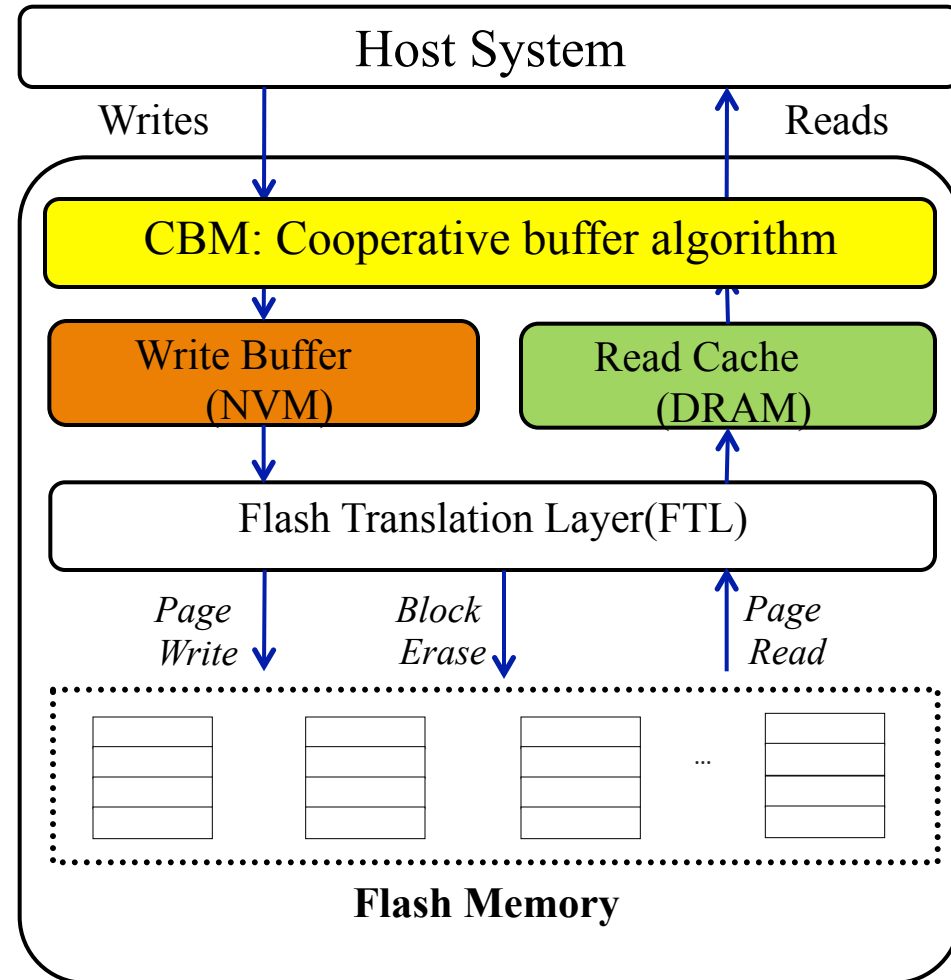 Host System
Writes
Reads
CBM: Cooperative buffer algorithm
Write Buffer
(NVM)
Read Cache
(DRAM)
Flash Translation Layer(FTL)
Page
Write
Block
Erase
Page
Read
...
Flash Memory